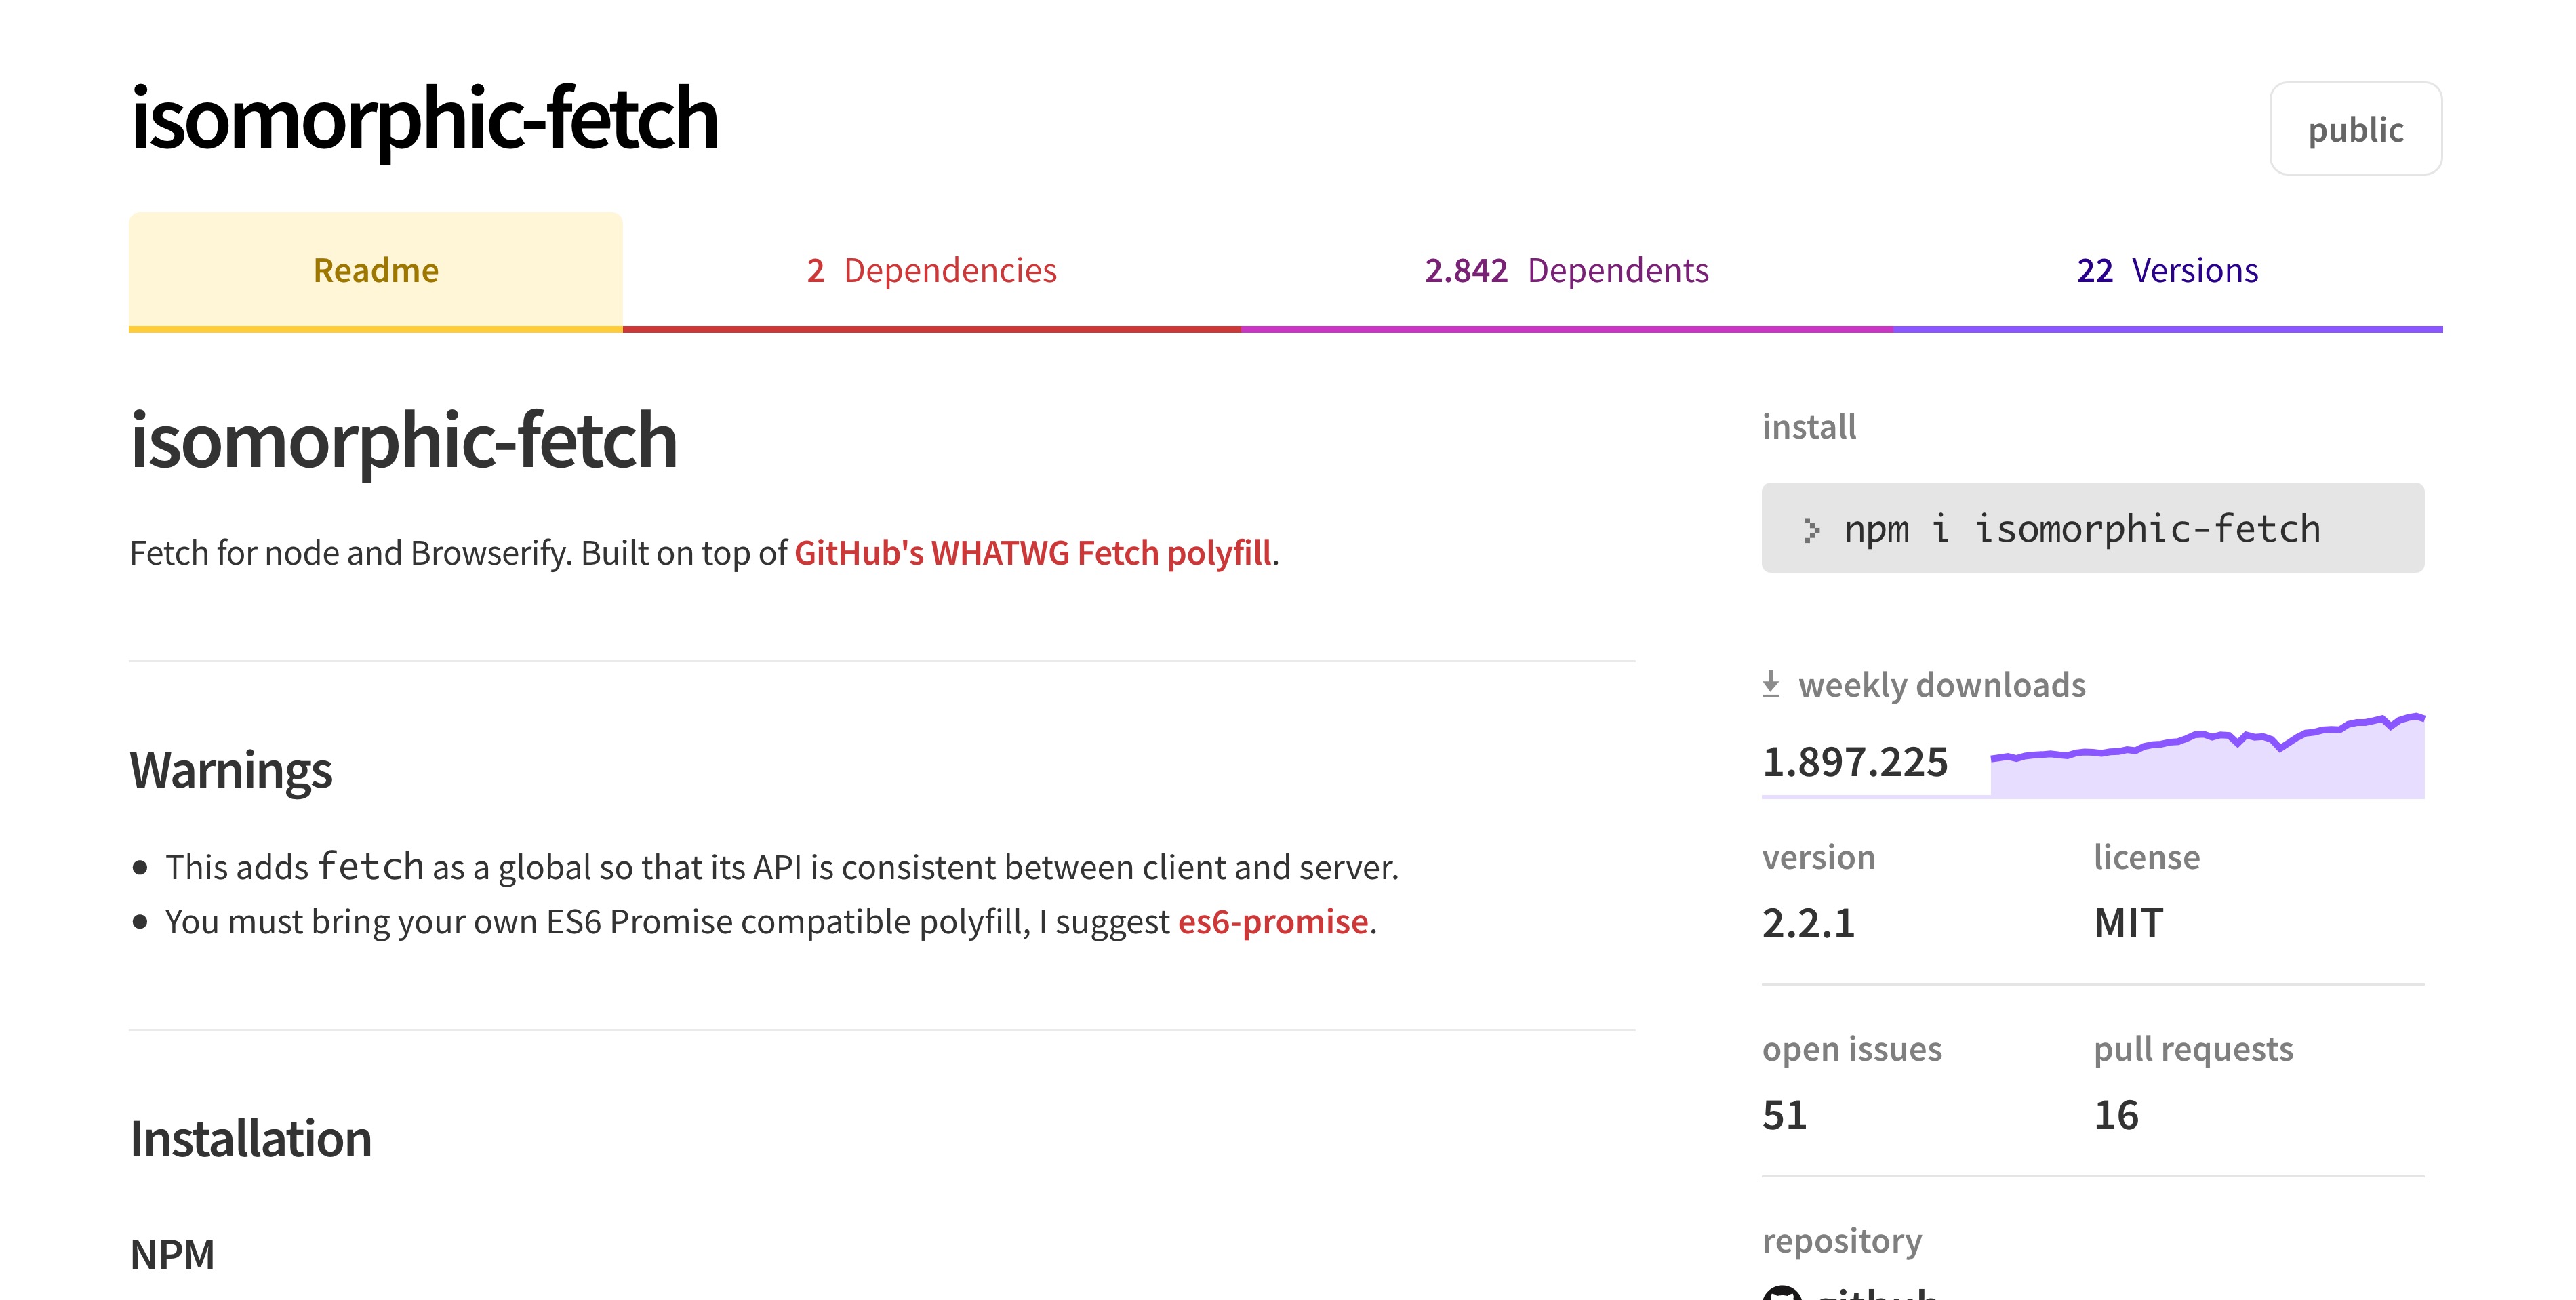 isomorphic-fetch
public
Readme
2 Dependencies
2.842 Dependents
22 Versions
isomorphic-fetch
Fetch for node and Browserify. Built on top of GitHub's WHATWG Fetch polyfill.
Warnings
● This adds fetch as a global so that its API is consistent between client and server.
● You must bring your own ES6 Promise compatible polyfill, I suggest es6-promise.
Installation
NPM
install
> npm i isomorphic-fetch
weekly downloads
1.897.225
version
2.2.1
license
MIT
open issues
51
pull requests
16
repository
github